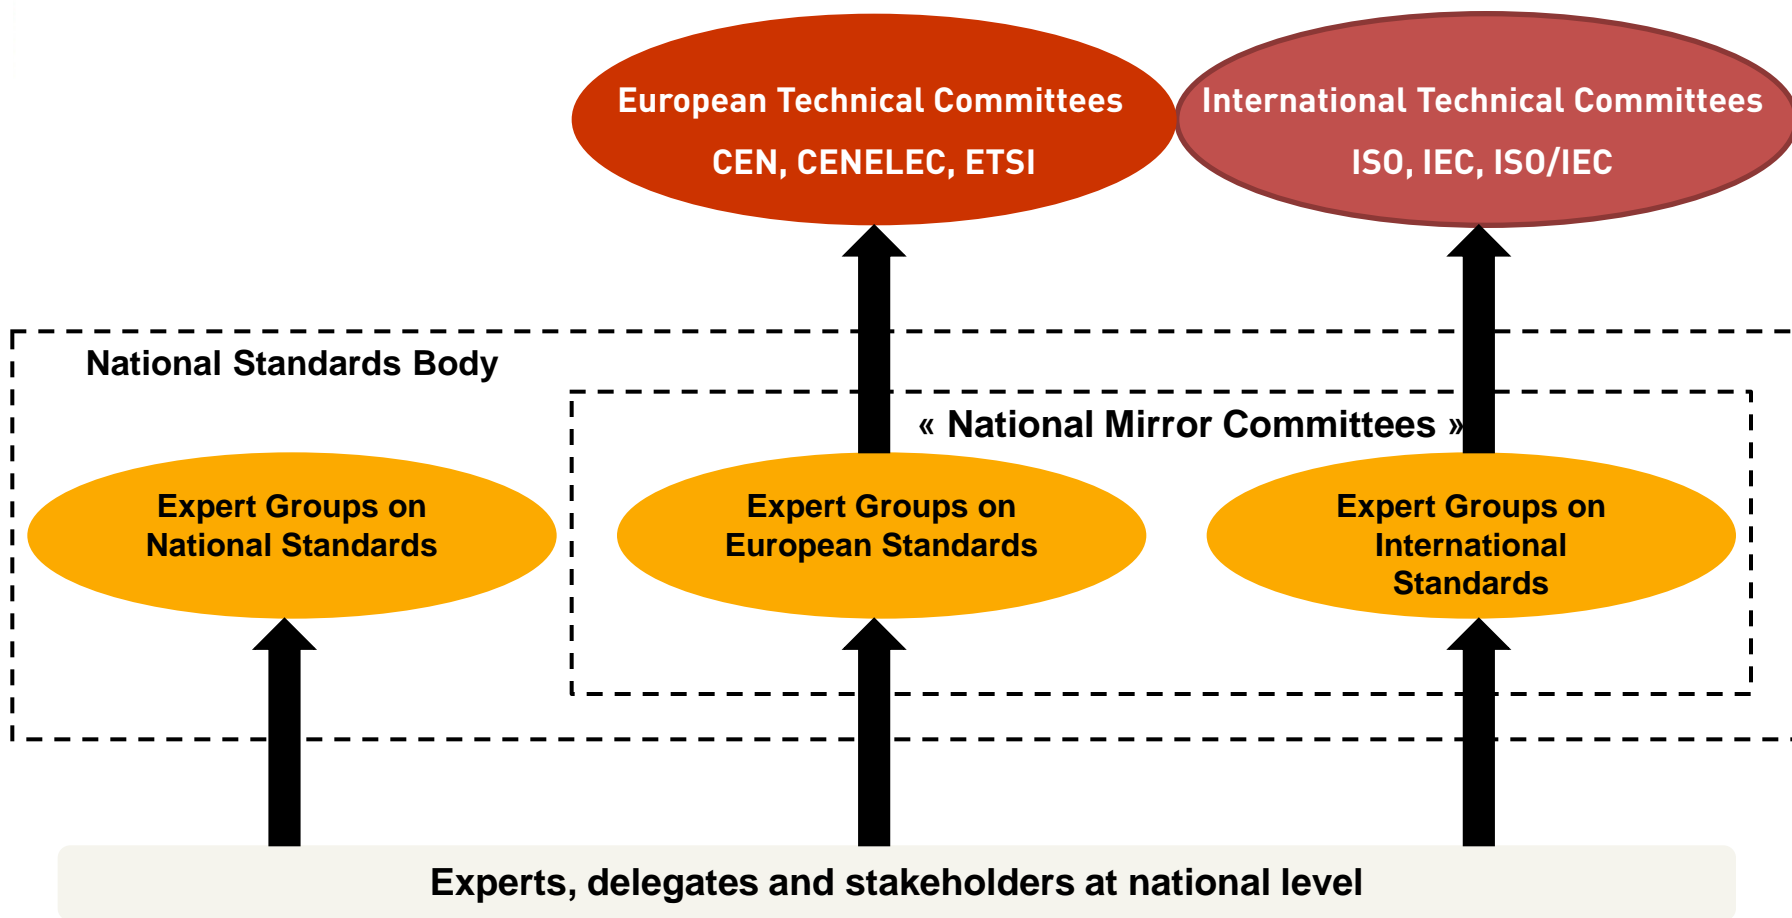 European Technical Committees
CEN, CENELEC, ETSI
International Technical Committees
ISO, IEC, ISO/IEC
National Standards Body
« National Mirror Committees »
Expert Groups on
National Standards
Expert Groups on
European Standards
Expert Groups on
International
Standards
Experts, delegates and stakeholders at national level